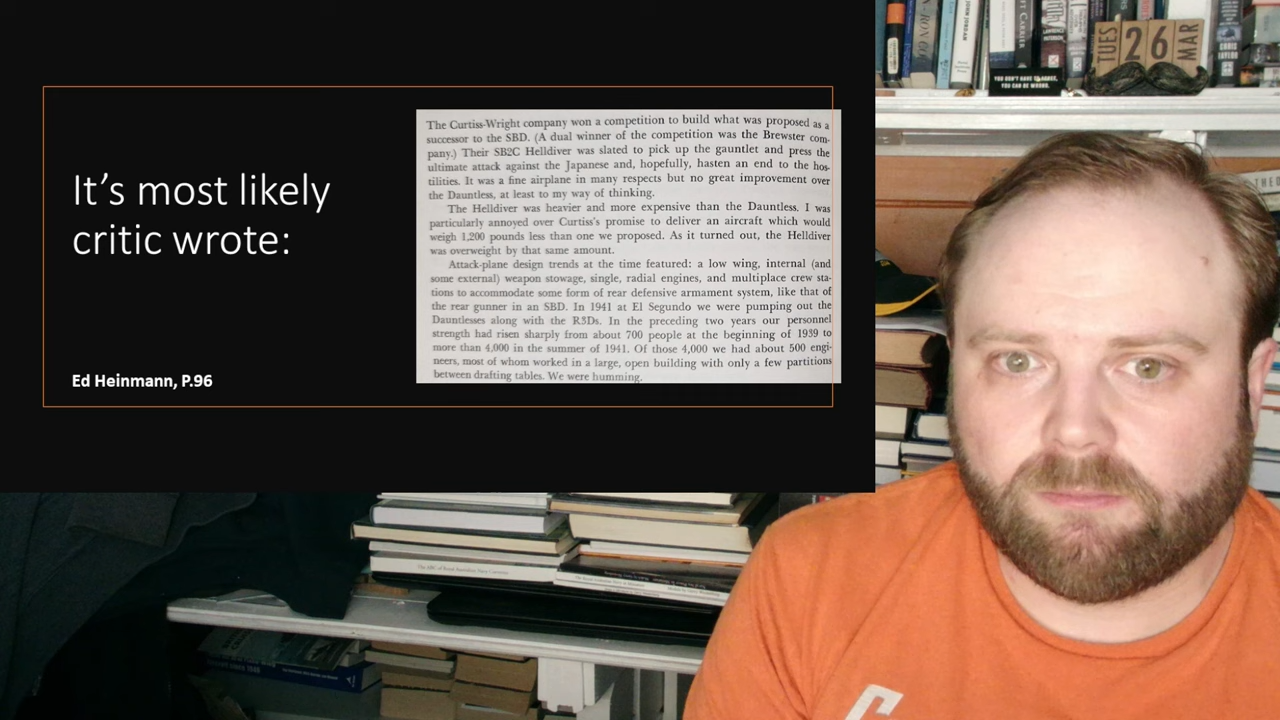 It's most likely
critic wrote:
Ed Heinmann, P.96
The Curtiss-Wright company won a competition to build what was proposed as a
successor to the SBD. (A dual winner of the competition was the Brewster com-
pany.) Their SB2C Helldiver was slated to pick up the gauntlet and press the
ultimate attack against the Japanese and, hopefully, hasten an end to the hos-
tilities. It was a fine airplane in many respects but no great improvement over
the Dauntless, at least to my way of thinking.
The Helldiver was heavier and more expensive than the Dauntless. I was
particularly annoyed over Curtiss's promise to deliver an aircraft which would
weigh 1,200 pounds less than one we proposed. As it turned out, the Helldiver
was overweight by that same amount.
Attack-plane design trends at the time featured: a low wing, internal (and
some external) weapon stowage, single, radial engines, and multiplace crew sta-
tions to accommodate some form of rear defensive armament system, like that of
the rear gunner in an SBD. In 1941 at El Segundo we were pumping out the
Dauntlesses along with the R3Ds. In the preceding two years our personnel
strength had risen sharply from about 700 people at the beginning of 1939 to
more than 4,000 in the summer of 1941. Of those 4,000 we had about 500 engi-
neers, most of whom worked in a large, open building with only a few partitions
between drafting tables. We were humming.
TUES 26 MAR
YOU DON'T HAVE TO AGREE,
YOU CAN BE WRONG.